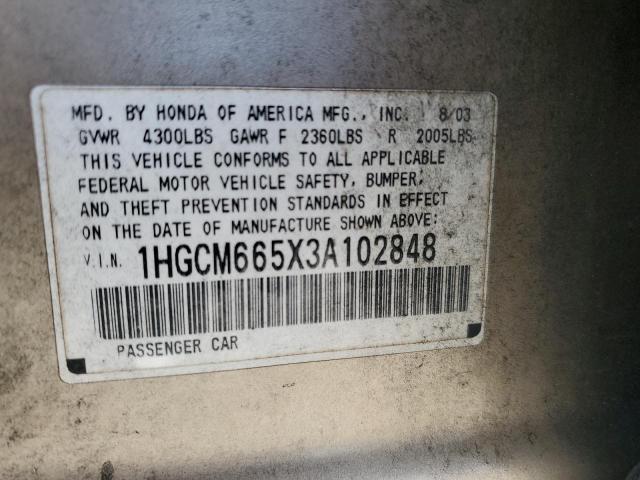 MFD. BY HONDA OF AMERICA MFG., INC. 8/03
GVWR 4300LBS GAWR F 2360LBS R 2005LBS
THIS VEHICLE CONFORMS TO ALL APPLICABLE
FEDERAL MOTOR VEHICLE SAFETY, BUMPER,
AND THEFT PREVENTION STANDARDS IN EFFECT
ON THE DATE OF MANUFACTURE SHOWN ABOVE:
V.I.N. 1HGCM665X3A102848
PASSENGER CAR